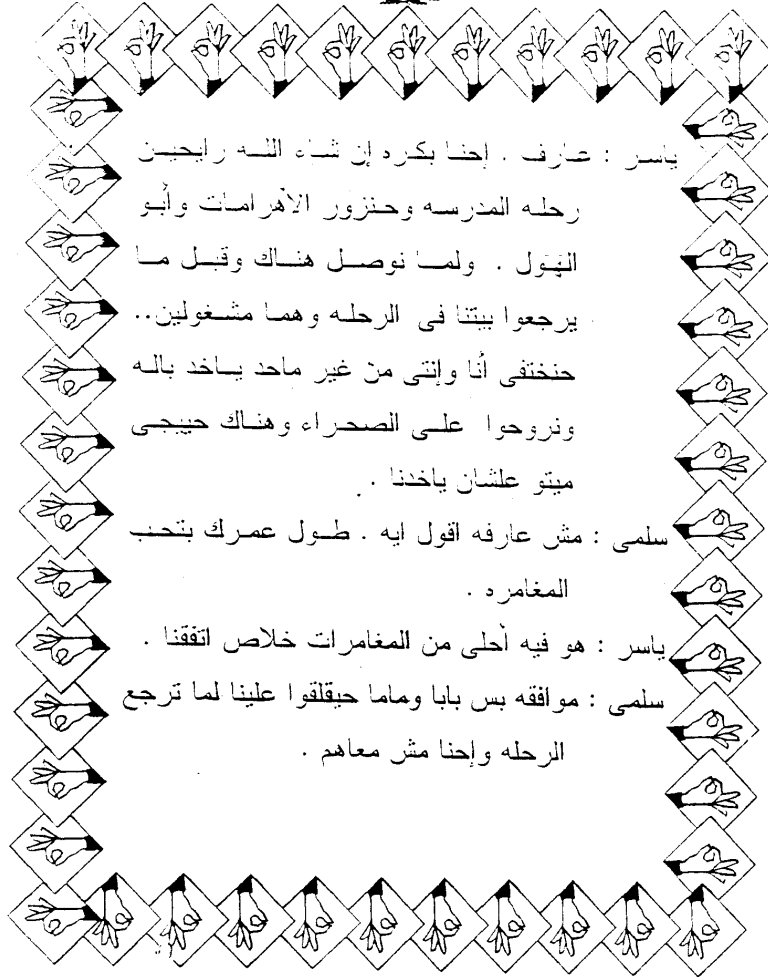 ياسر : عارف . إحنا بكره إن شاء الله رايحين
رحله المدرسه وحنزور الأهرامات وأبو
الهَول . ولما نوصل هناك وقبل ما
يرجعوا بيتنا فى الرحله وهما مشغولين..
حنختفى أنا وإنتى من غير ماحد ياخد باله
ونروحوا على الصحراء وهناك حييجى
ميتو علشان ياخدنا .
سلمى : مش عارفه اقول ايه . طول عمرك بتحب
المغامره .
ياسر : هو فيه أحلى من المغامرات خلاص اتفقنا .
سلمى : موافقه بس بابا وماما حيقلقوا علينا لما ترجع
الرحله وإحنا مش معاهم .